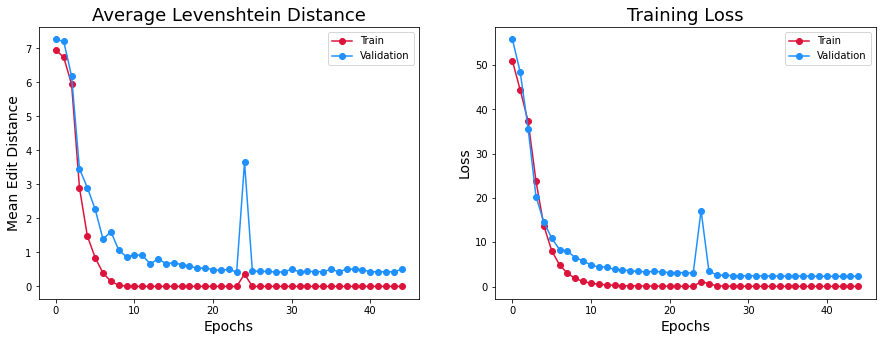 Average Levenshtein Distance
Mean Edit Distance
7
6
5
4
3
2
1
0
0 10 20 30 40
Epochs
Train
Validation
Training Loss
Loss
50
40
30
20
10
0
0 10 20 30 40
Epochs
Train
Validation